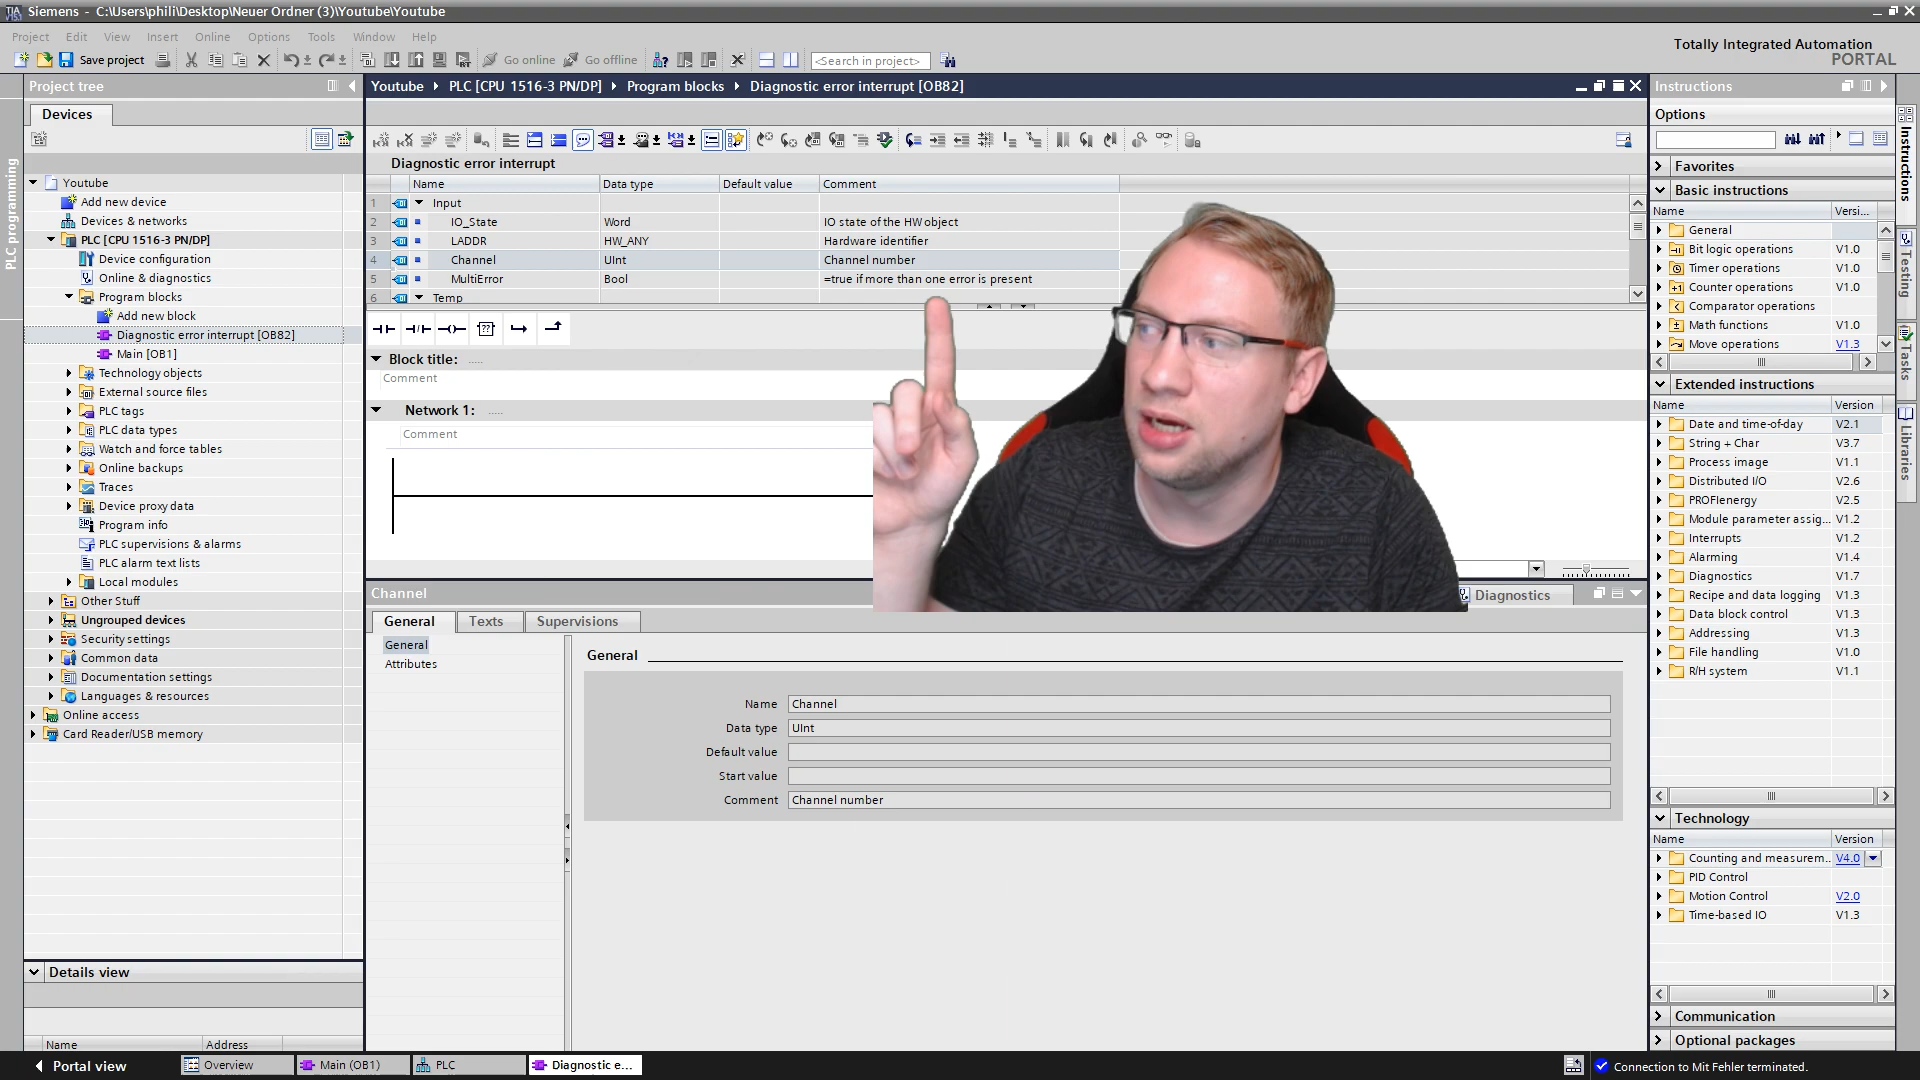 Siemens - C:\Users\phili\Desktop\Neuer Ordner (3)\Youtube\Youtube
Project Edit View Insert Online Options Tools Window Help
Totally Integrated Automation
PORTAL
Save project Go online Go offline <Search in project>
Project tree
Devices
PLC programming
Youtube
Add new device
Devices & networks
PLC [CPU 1516-3 PN/DP]
Device configuration
Online & diagnostics
Program blocks
Add new block
Diagnostic error interrupt [OB82]
Main [OB1]
Technology objects
External source files
PLC tags
PLC data types
Watch and force tables
Online backups
Traces
Device proxy data
Program info
PLC supervisions & alarms
PLC alarm text lists
Local modules
Other Stuff
Ungrouped devices
Security settings
Common data
Documentation settings
Languages & resources
Online access
Card Reader/USB memory
Details view
Name Address
Youtube PLC [CPU 1516-3 PN/DP] Program blocks Diagnostic error interrupt [OB82]
Diagnostic error interrupt
Name Data type Default value Comment
1 Input
2 IO_State Word IO state of the HW object
3 LADDR HW_ANY Hardware identifier
4 Channel UInt Channel number
5 MultiError Bool =true if more than one error is present
6 Temp
Block title: .....
Comment
Network 1: .....
Comment
Channel
Diagnostics
General Texts Supervisions
General
Attributes
General
Name Channel
Data type UInt
Default value
Start value
Comment Channel number
Instructions
Options
Favorites
Basic instructions
Name Versi...
General
Bit logic operations V1.0
Timer operations V1.0
Counter operations V1.0
Comparator operations
Math functions V1.0
Move operations V1.3
Extended instructions
Name Version
Date and time-of-day V2.1
String + Char V3.7
Process image V1.1
Distributed I/O V2.6
PROFIenergy V2.5
Module parameter assig... V1.2
Interrupts V1.2
Alarming V1.4
Diagnostics V1.7
Recipe and data logging V1.3
Data block control V1.3
Addressing V1.3
File handling V1.0
R/H system V1.1
Technology
Name Version
Counting and measurem... V4.0
PID Control
Motion Control V2.0
Time-based IO V1.3
Communication
Optional packages
Instructions
Testing
Tasks
Libraries
Portal view Overview Main (OB1) PLC Diagnostic e... Connection to Mit Fehler terminated.